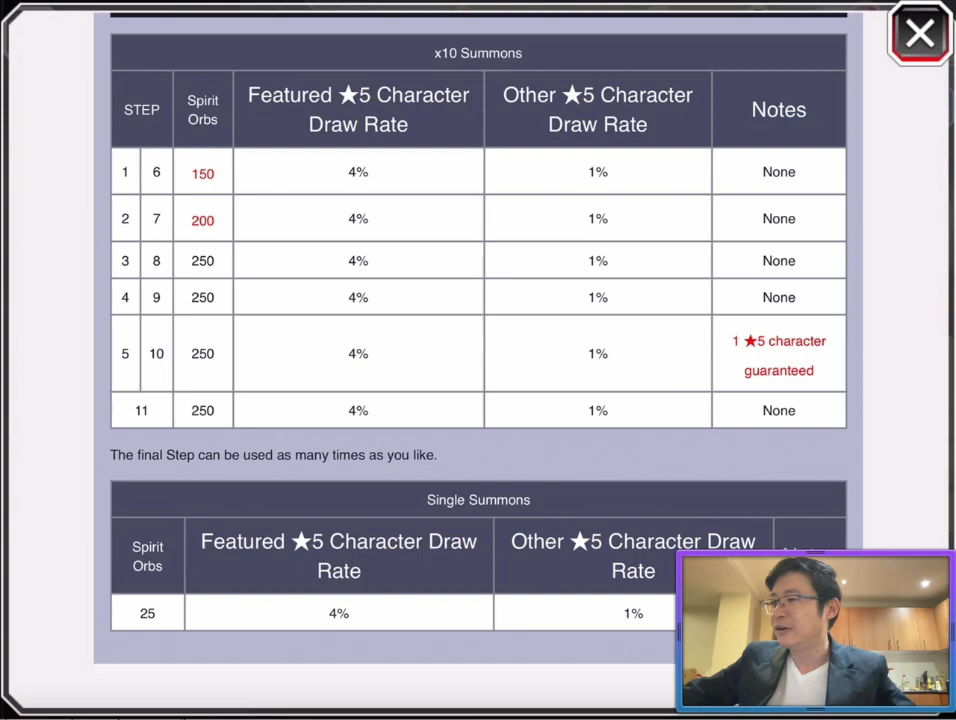 x10 Summons
STEP
Spirit
Orbs
Featured ★5 Character
Draw Rate
Other ★5 Character
Draw Rate
Notes
1 6 150 4% 1% None
2 7 200 4% 1% None
3 8 250 4% 1% None
4 9 250 4% 1% None
5 10 250 4% 1% 1 ★5 character
guaranteed
11 250 4% 1% None
The final Step can be used as many times as you like.
Single Summons
Spirit
Orbs
Featured ★5 Character Draw
Rate
Other ★5 Character Draw
Rate
25 4% 1%